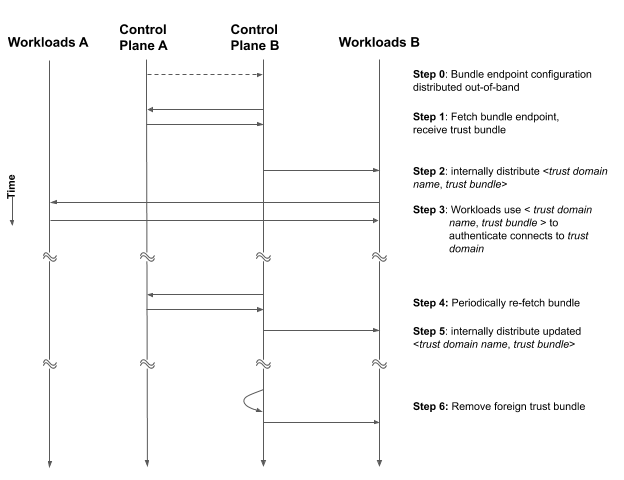 Workloads A
Control
Plane A
Control
Plane B
Workloads B
Step 0: Bundle endpoint configuration
distributed out-of-band
Step 1: Fetch bundle endpoint,
receive trust bundle
Step 2: internally distribute <trust domain
name, trust bundle>
Time
Step 3: Workloads use < trust domain
name, trust bundle > to
authenticate connects to trust
domain
Step 4: Periodically re-fetch bundle
Step 5: internally distribute updated
<trust domain name, trust bundle>
Step 6: Remove foreign trust bundle